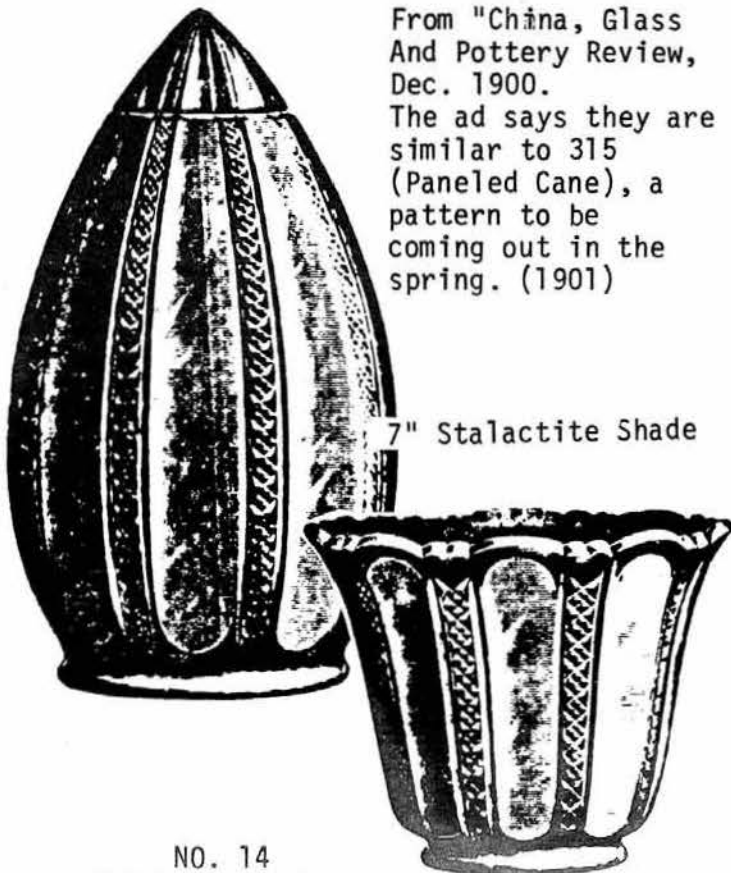 From "China, Glass
And Pottery Review,
Dec. 1900.
The ad says they are
similar to 315
(Paneled Cane), a
pattern to be
coming out in the
spring. (1901)
7" Stalactite Shade
NO. 14